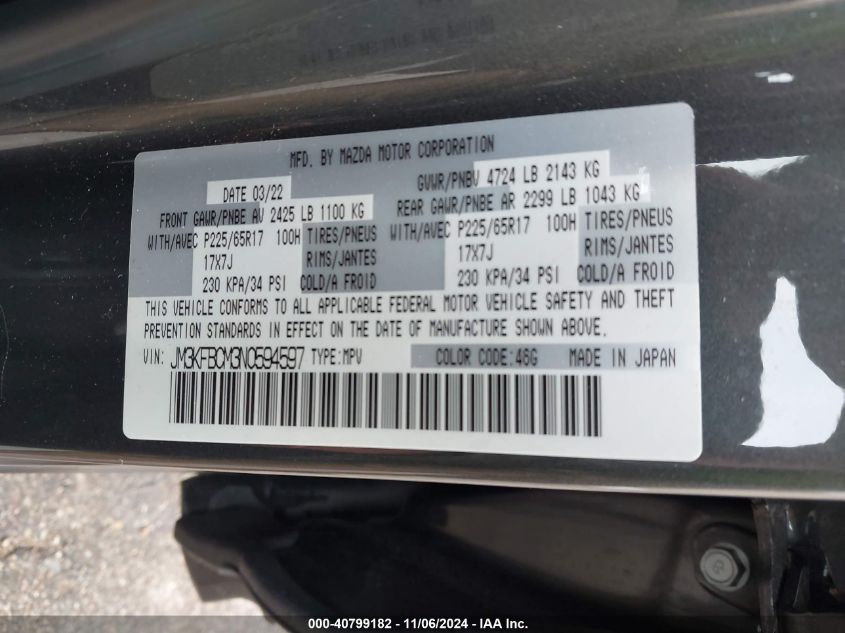 MFD. BY MAZDA MOTOR CORPORATION
DATE 03/22 GVWR/PNBV 4724 LB 2143 KG
FRONT GAWR/PNBE AV 2425 LB 1100 KG REAR GAWR/PNBE AR 2299 LB 1043 KG
WITH/AVEC P225/65R17 100H TIRES/PNEUS WITH/AVEC P225/65R17 100H TIRES/PNEUS
17X7J RIMS/JANTES 17X7J RIMS/JANTES
230 KPA/34 PSI COLD/A FROID 230 KPA/34 PSI COLD/A FROID
THIS VEHICLE CONFORMS TO ALL APPLICABLE FEDERAL MOTOR VEHICLE SAFETY AND THEFT
PREVENTION STANDARDS IN EFFECT ON THE DATE OF MANUFACTURE SHOWN ABOVE.
VIN: JM3KFBCM3N0594597 TYPE:MPV COLOR CODE:46G MADE IN JAPAN
000-40799182 - 11/06/2024 - IAA Inc.